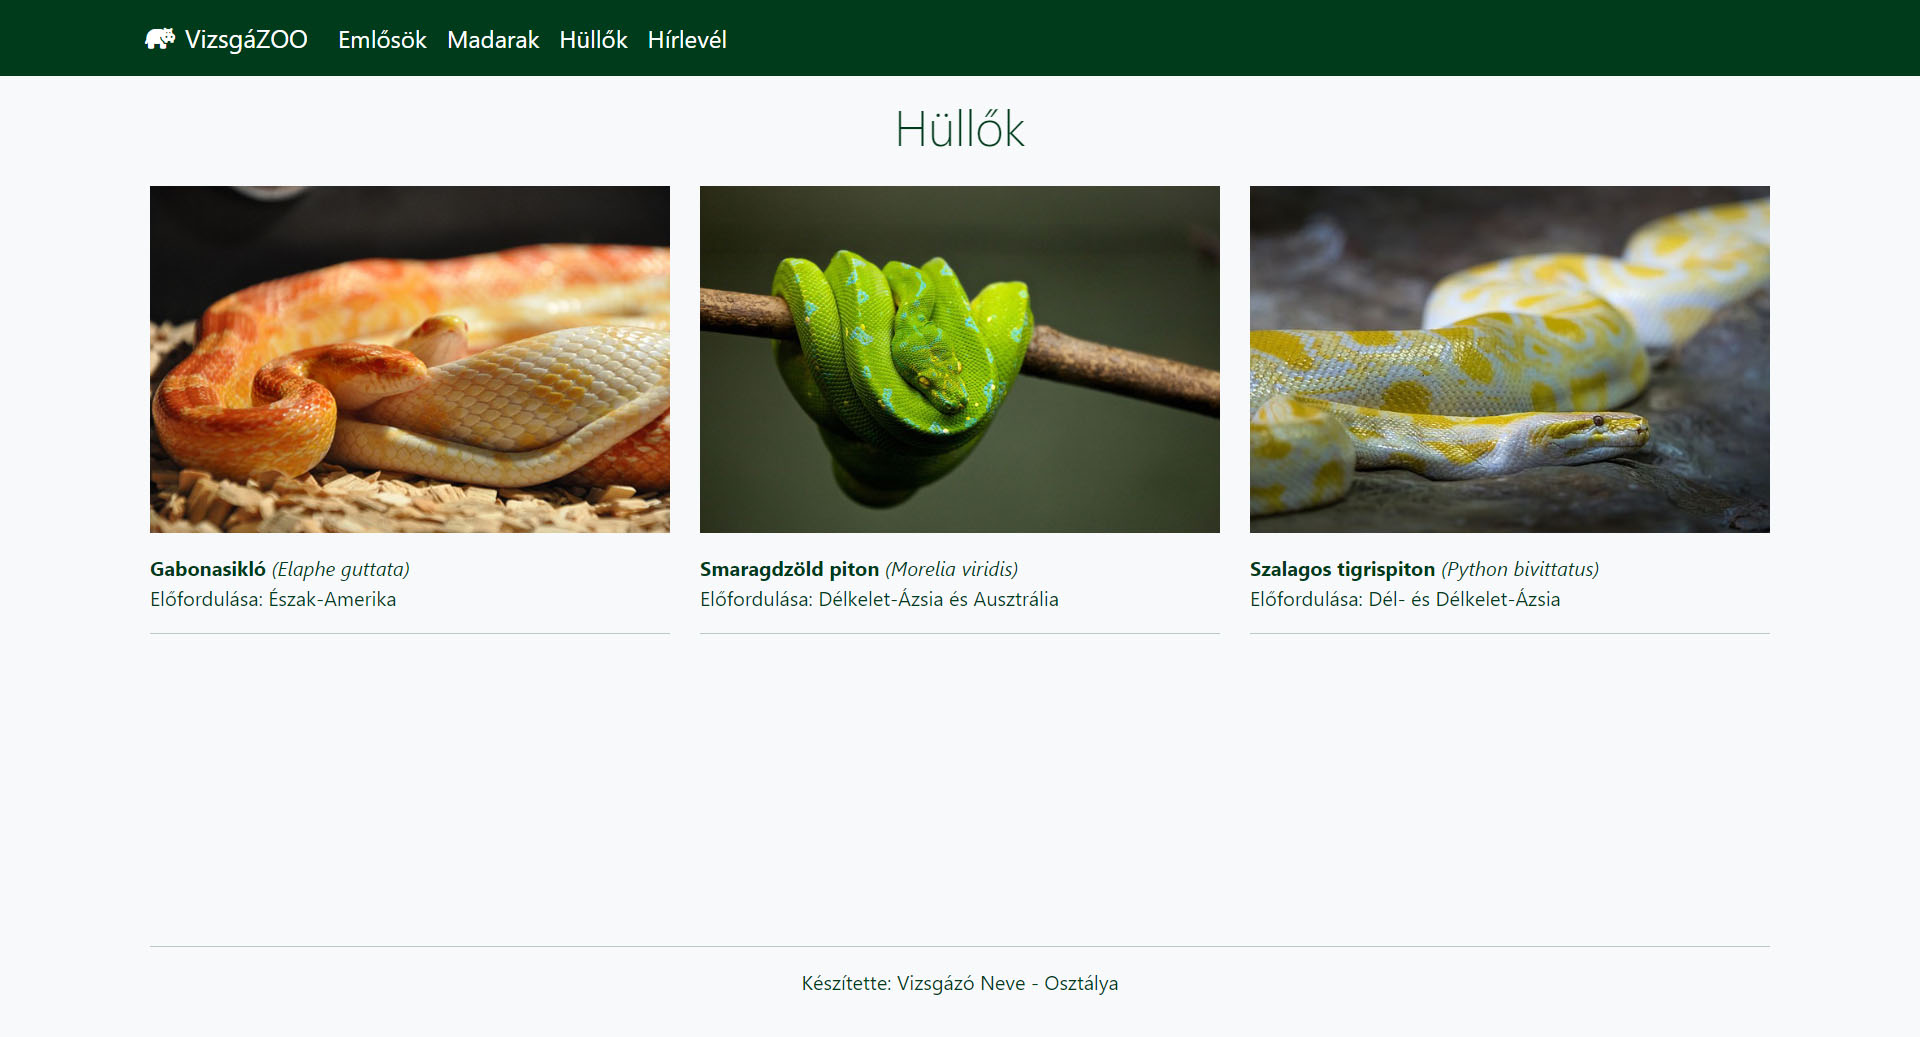 VizsgáZOO Emlősök Madarak Hüllők Hírlevél
Hüllők
Gabonasikló (Elaphe guttata)
Előfordulása: Észak-Amerika
Smaragdzöld piton (Morelia viridis)
Előfordulása: Délkelet-Ázsia és Ausztrália
Szalagos tigrispiton (Python bivittatus)
Előfordulása: Dél- és Délkelet-Ázsia
Készítette: Vizsgázó Neve - Osztálya